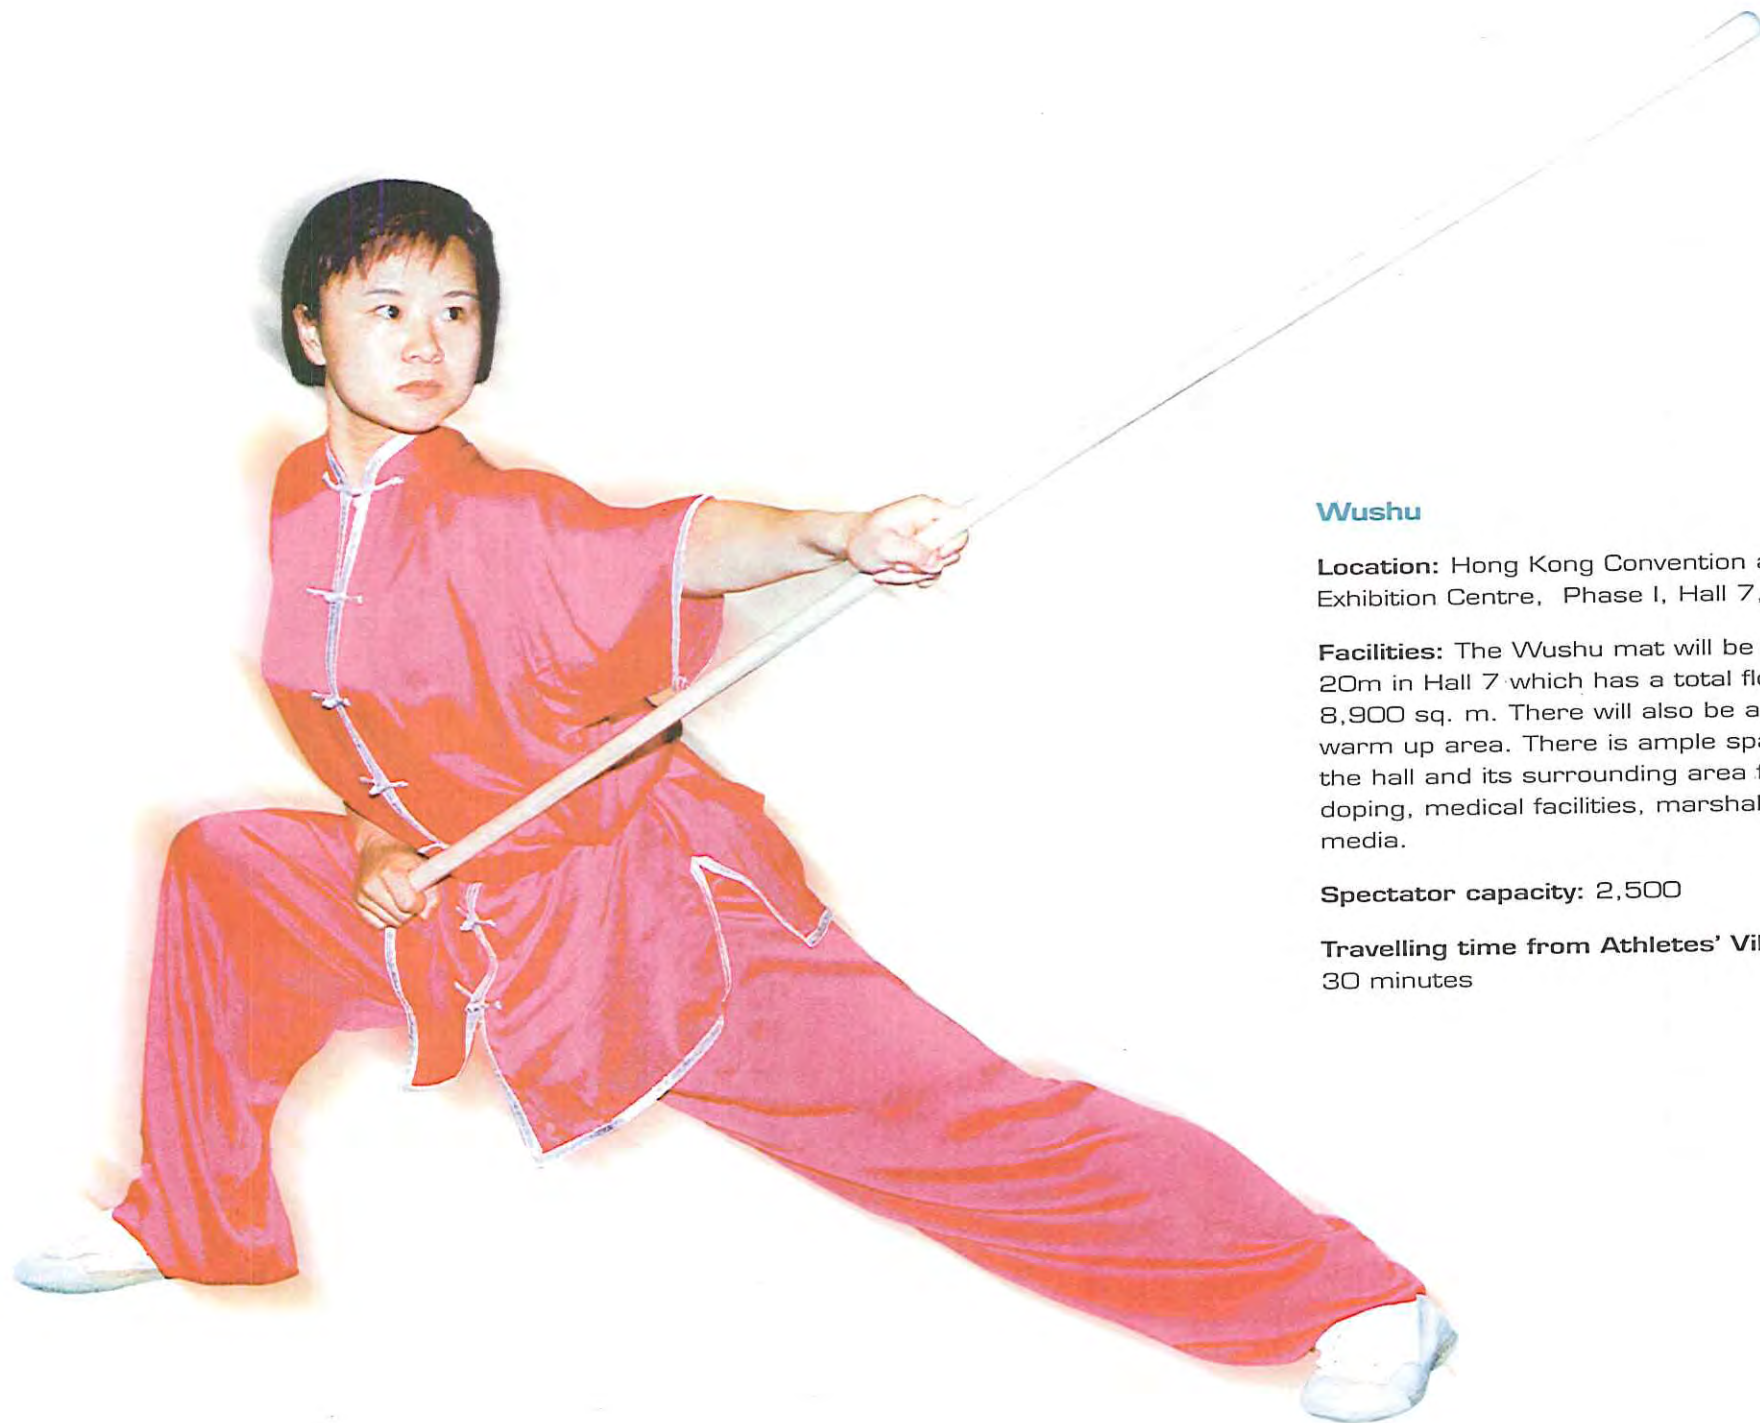 Wushu
Location: Hong Kong Convention
Exhibition Centre, Phase I, Hall 7,
Facilities: The Wushu mat will be
20m in Hall 7 which has a total
8,900 sq. m. There will also be a
warm up area. There is ample
the hall and its surrounding area
doping, medical facilities,
media.
Spectator capacity: 2,500
Travelling time from Athletes'
30 minutes